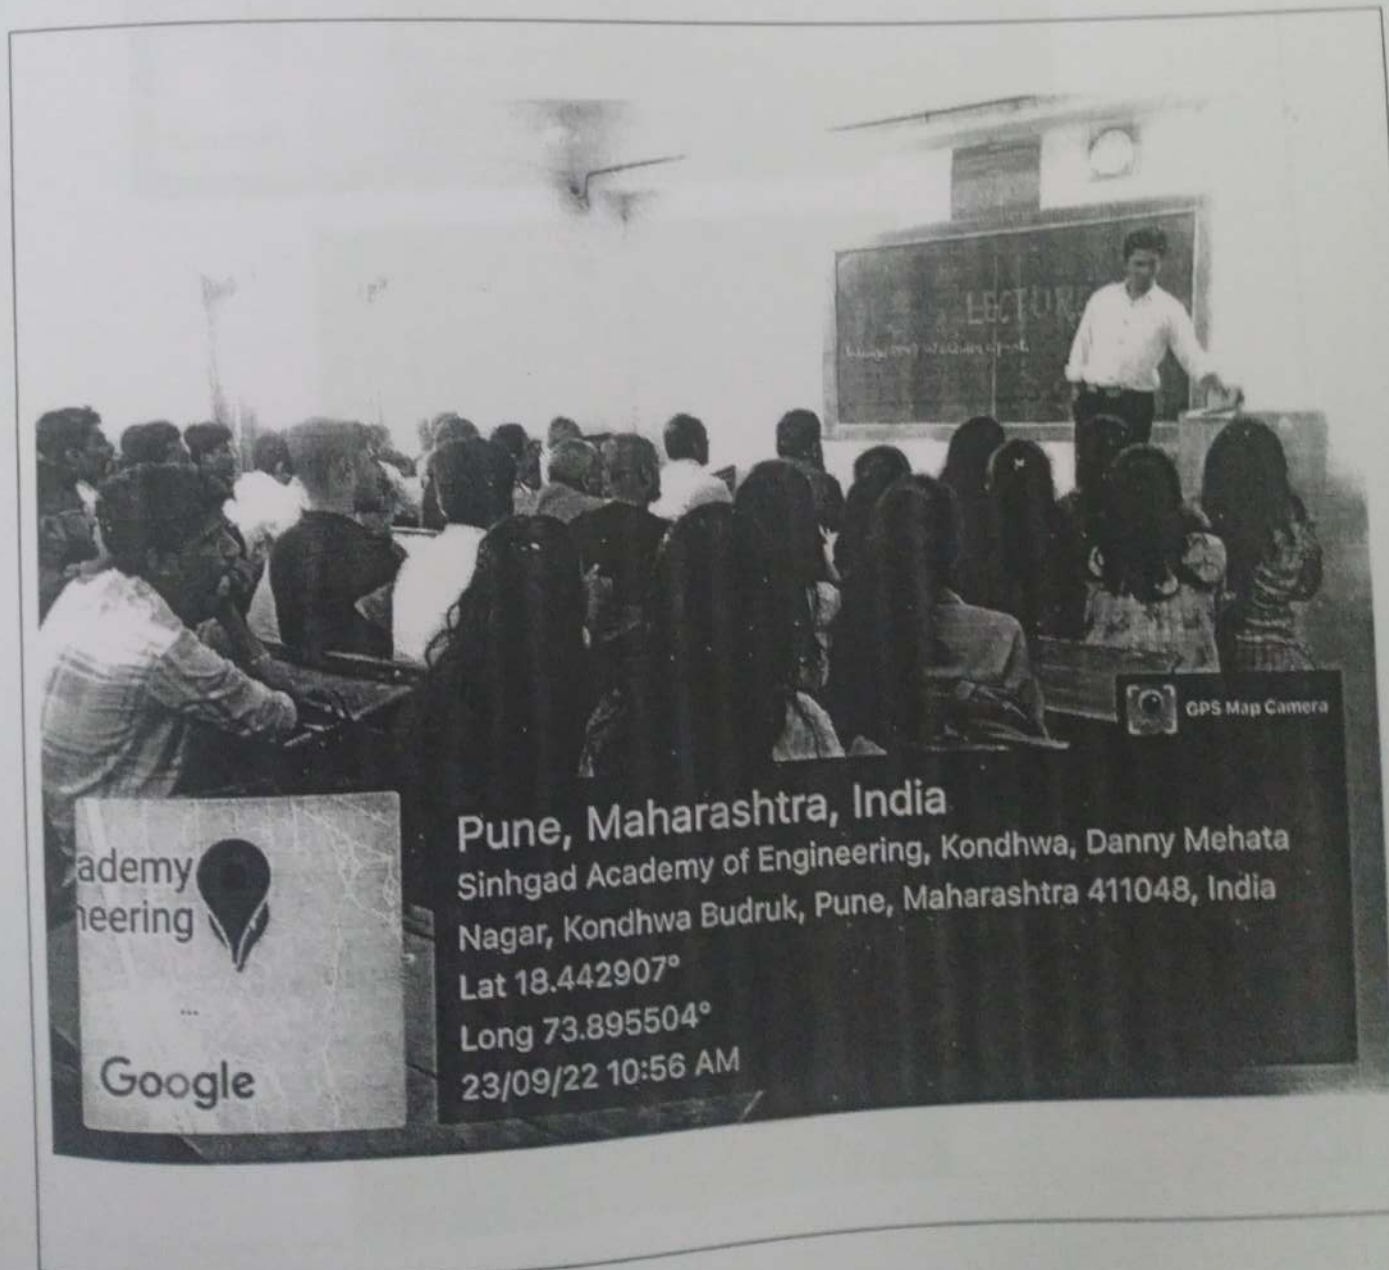 LECTURE
GPS Map Camera
Pune, Maharashtra, India
Sinhgad Academy of Engineering, Kondhwa, Danny Mehata
Nagar, Kondhwa Budruk, Pune, Maharashtra 411048, India
Lat 18.442907°
Long 73.895504°
23/09/22 10:56 AM
ademy
neering
...
Google